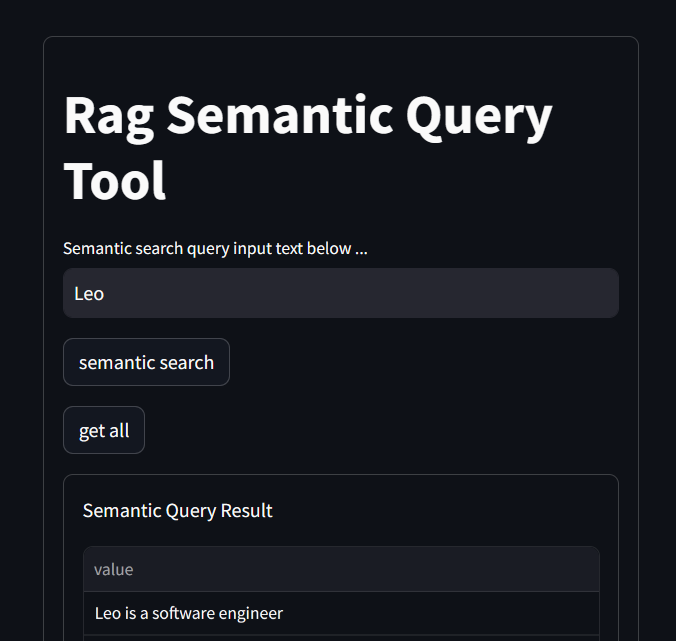 Rag Semantic Query
Tool
Semantic search query input text below ...
Leo
semantic search
get all
Semantic Query Result
value
Leo is a software engineer